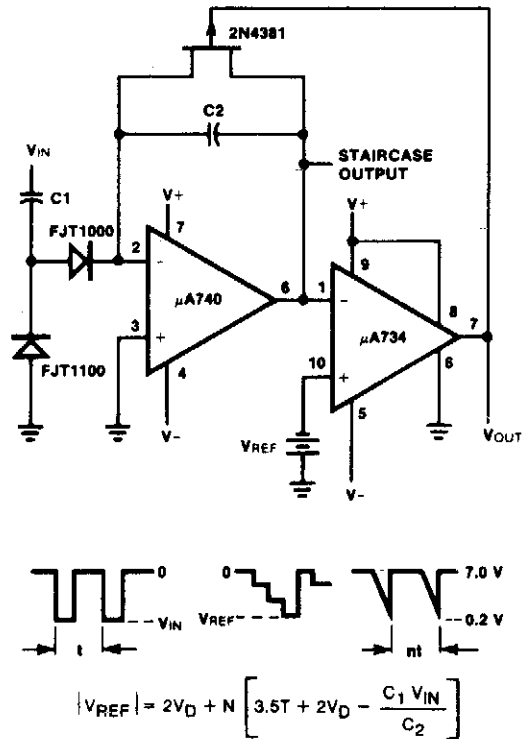 2N4381
C2
VIN
STAIRCASE
OUTPUT
C1
V+
V+
FJT1000
2
-
7
6
1
-
9
8
7
μA740
μA734
3
+
4
10
+
6
5
FJT1100
V-
VREF
V-
VOUT
0
-VIN
t
0
VREF
7.0 V
0.2 V
nt
|VREF| = 2VD + N [3.5T + 2VD - C1 VIN / C2]